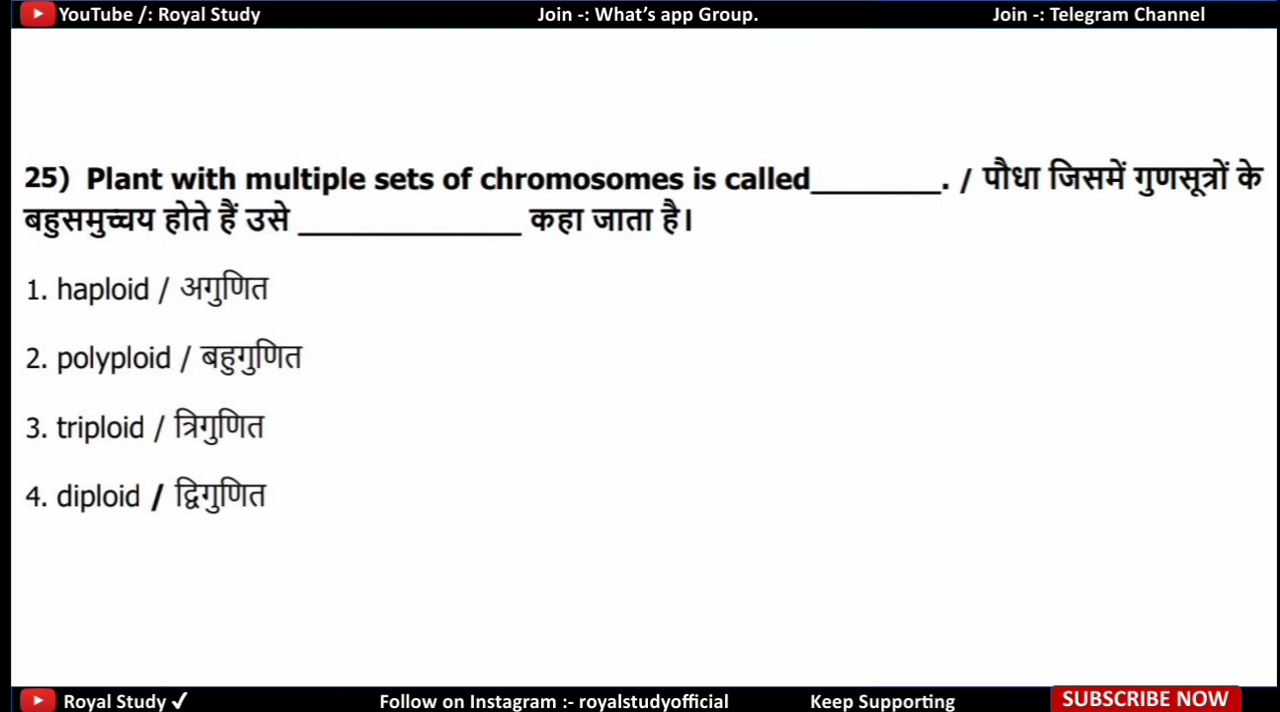 YouTube /: Royal Study Join -: What's app Group. Join -: Telegram Channel
25) Plant with multiple sets of chromosomes is called________. / पौधा जिसमें गुणसूत्रों के
बहुसमुच्चय होते हैं उसे ______________ कहा जाता है।
1. haploid / अगुणित
2. polyploid / बहुगुणित
3. triploid / त्रिगुणित
4. diploid / द्विगुणित
Royal Study ✓ Follow on Instagram :- royalstudyofficial Keep Supporting SUBSCRIBE NOW